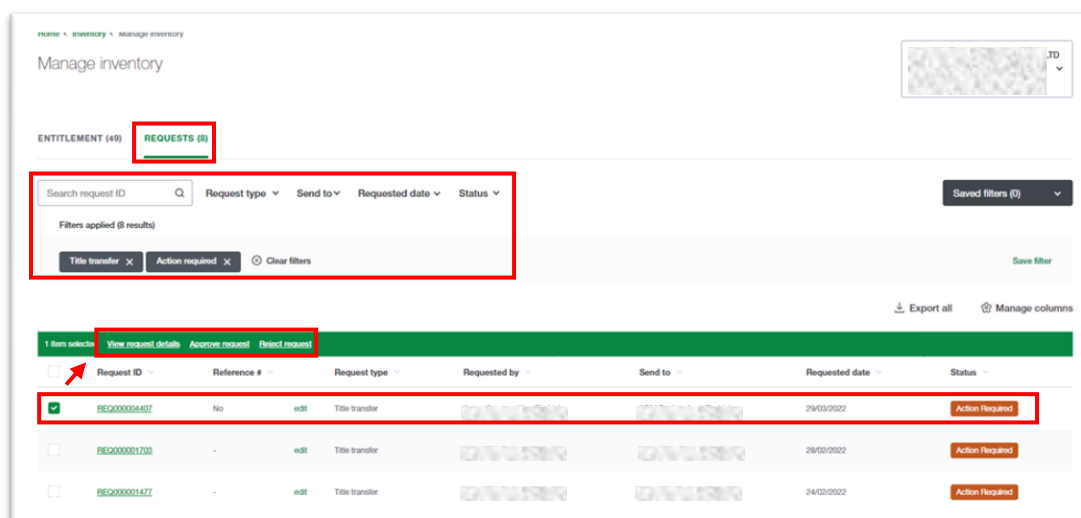 Home < Inventory < Manage inventory
Manage inventory
LTD
ENTITLEMENT (49) REQUESTS (8)
Search request ID Request type Send to Requested date Status Saved filters (0)
Filters applied (8 results)
Title transfer X Action required X Clear filters Save filter
Export all Manage columns
1 item selected View request details Approve request Reject request
Request ID Reference # Request type Requested by Send to Requested date Status
REQ000004407 No edit Title transfer 29/03/2022 Action Required
REQ000001703 - edit Title transfer 28/02/2022 Action Required
REQ000001477 - edit Title transfer 24/02/2022 Action Required